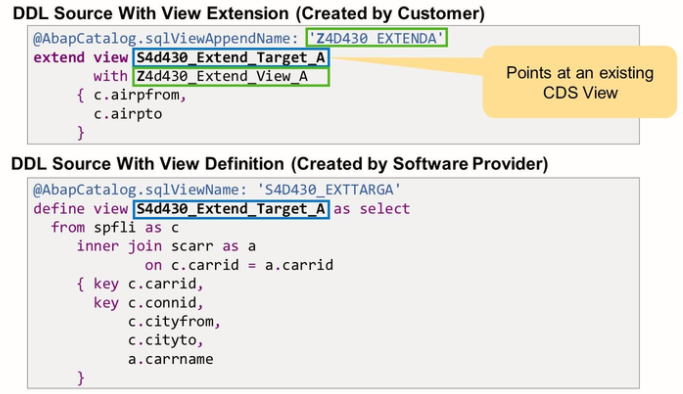 DDL Source With View Extension (Created by Customer)
@AbapCatalog.sqlViewAppendName: 'Z4D430_EXTENDA'
extend view S4d430_Extend_Target_A
with Z4d430_Extend_View_A
{ c.airpfrom,
c.airpto
}
Points at an existing
CDS View
DDL Source With View Definition (Created by Software Provider)
@AbapCatalog.sqlViewName: 'S4D430_EXTTARGA'
define view S4d430_Extend_Target_A as select
from spfli as c
inner join scarr as a
on c.carrid = a.carrid
{ key c.carrid,
key c.connid,
c.cityfrom,
c.cityto,
a.carrname
}